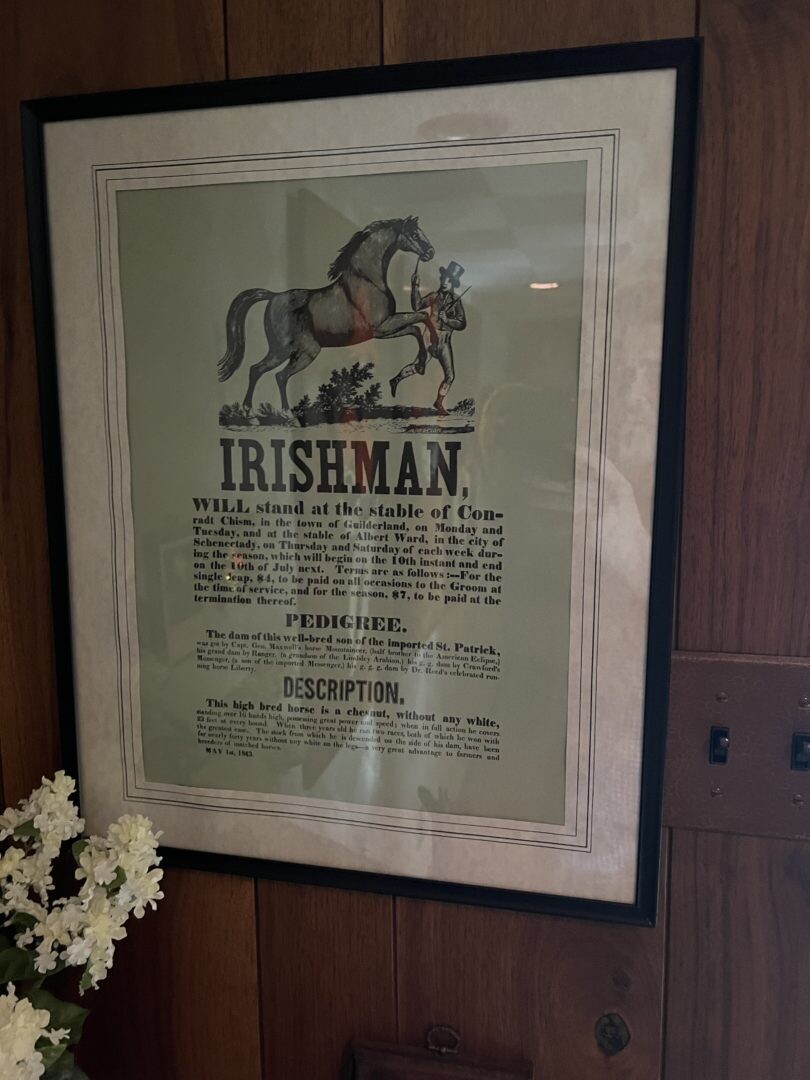 IRISHMAN,
WILL stand at the stable of Con-
radt Chism, in the town of Guilderland, on Monday and
Tuesday, and at the stable of Albert Ward, in the city of
Schenectady, on Thursday and Saturday of each week dur-
ing the season, which will begin on the 10th instant and end
on the 10th of July next. Terms are as follows :—For the
single leap, $4, to be paid on all occasions to the Groom at
the time of service, and for the season, $7, to be paid at the
termination thereof.
PEDIGREE.
The dam of this well-bred son of the imported St. Patrick,
was got by Capt. Geo. Maxwell's horse Mountaineer, (half brother to the American Eclipse,)
his grand dam by Ranger, (a grandson of the Lindsley Arabian,) his g. g. dam by Crawford's
Messenger, (a son of the imported Messenger,) his g. g. g. dam by Dr. Reed's celebrated run-
ning horse Liberty.
DESCRIPTION.
This high bred horse is a chesnut, without any white,
standing over 16 hands high, possessing great power and speed; when in full action he covers
23 feet at every bound. When three years old he ran two races, both of which he won with
the greatest ease. The stock from which he is descended on the side of his dam, have been
for nearly forty years without any white on the legs—a very great advantage to farmers and
breeders of matched horses.
MAY 1st, 1843.